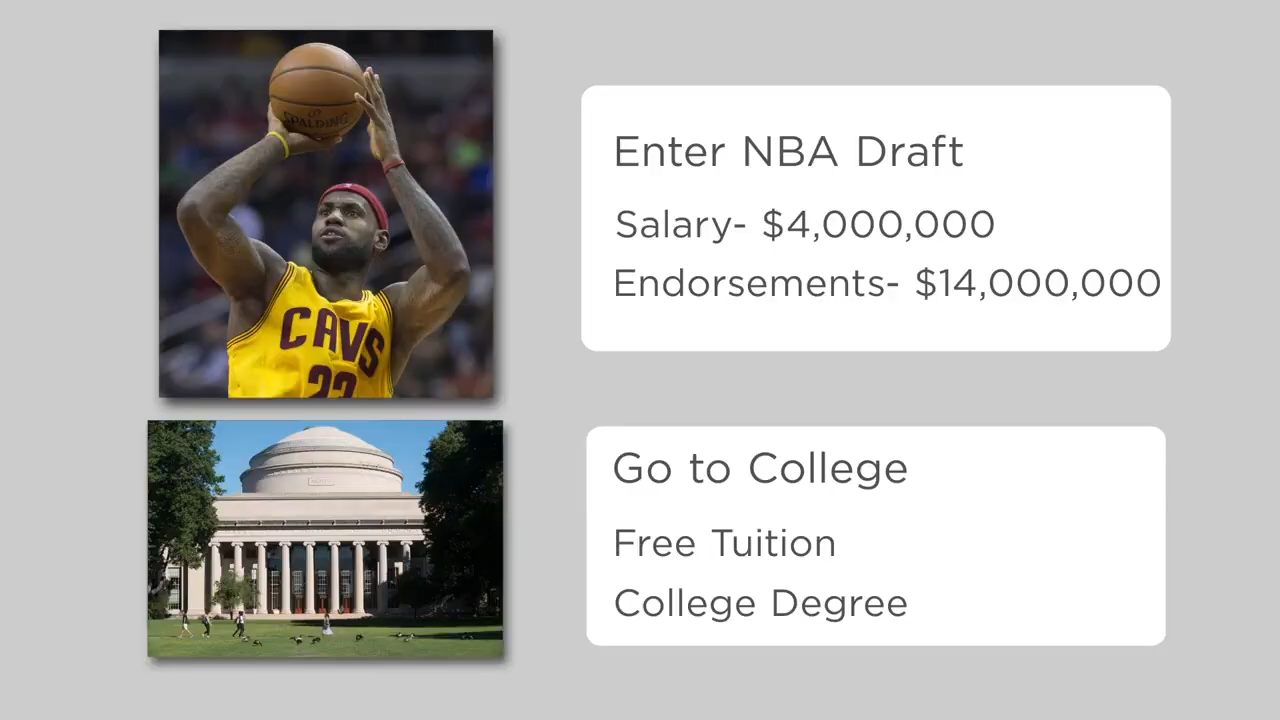 SPALDING
CAVS
23
Enter NBA Draft
Salary- $4,000,000
Endorsements- $14,000,000
Go to College
Free Tuition
College Degree